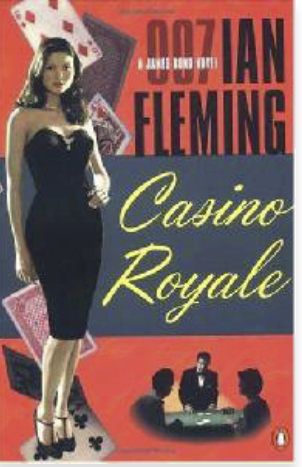 007 IAN
A JAMES BOND NOVEL
FLEMING
Casino
Royale